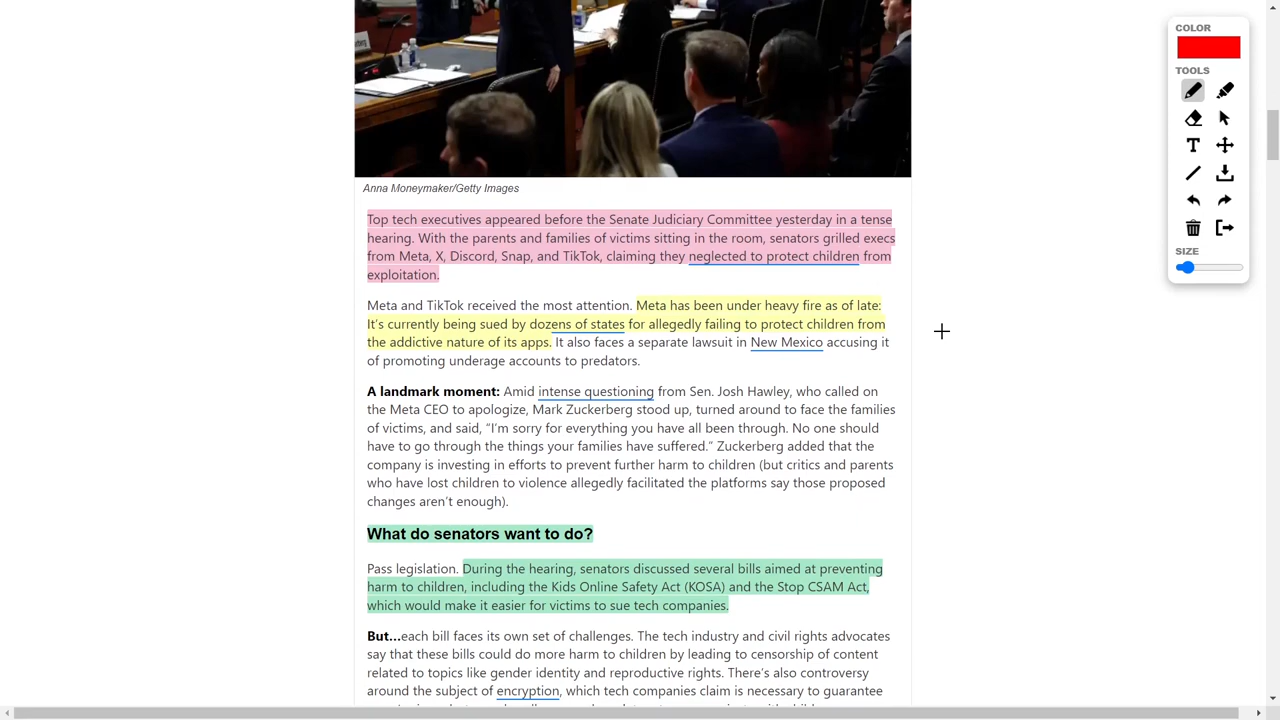 COLOR
TOOLS
SIZE
Anna Moneymaker/Getty Images
Top tech executives appeared before the Senate Judiciary Committee yesterday in a tense
hearing. With the parents and families of victims sitting in the room, senators grilled execs
from Meta, X, Discord, Snap, and TikTok, claiming they neglected to protect children from
exploitation.
Meta and TikTok received the most attention. Meta has been under heavy fire as of late:
It's currently being sued by dozens of states for allegedly failing to protect children from
the addictive nature of its apps. It also faces a separate lawsuit in New Mexico accusing it
of promoting underage accounts to predators.
A landmark moment: Amid intense questioning from Sen. Josh Hawley, who called on
the Meta CEO to apologize, Mark Zuckerberg stood up, turned around to face the families
of victims, and said, “I'm sorry for everything you have all been through. No one should
have to go through the things your families have suffered.” Zuckerberg added that the
company is investing in efforts to prevent further harm to children (but critics and parents
who have lost children to violence allegedly facilitated the platforms say those proposed
changes aren't enough).
What do senators want to do?
Pass legislation. During the hearing, senators discussed several bills aimed at preventing
harm to children, including the Kids Online Safety Act (KOSA) and the Stop CSAM Act,
which would make it easier for victims to sue tech companies.
But...each bill faces its own set of challenges. The tech industry and civil rights advocates
say that these bills could do more harm to children by leading to censorship of content
related to topics like gender identity and reproductive rights. There's also controversy
around the subject of encryption, which tech companies claim is necessary to guarantee